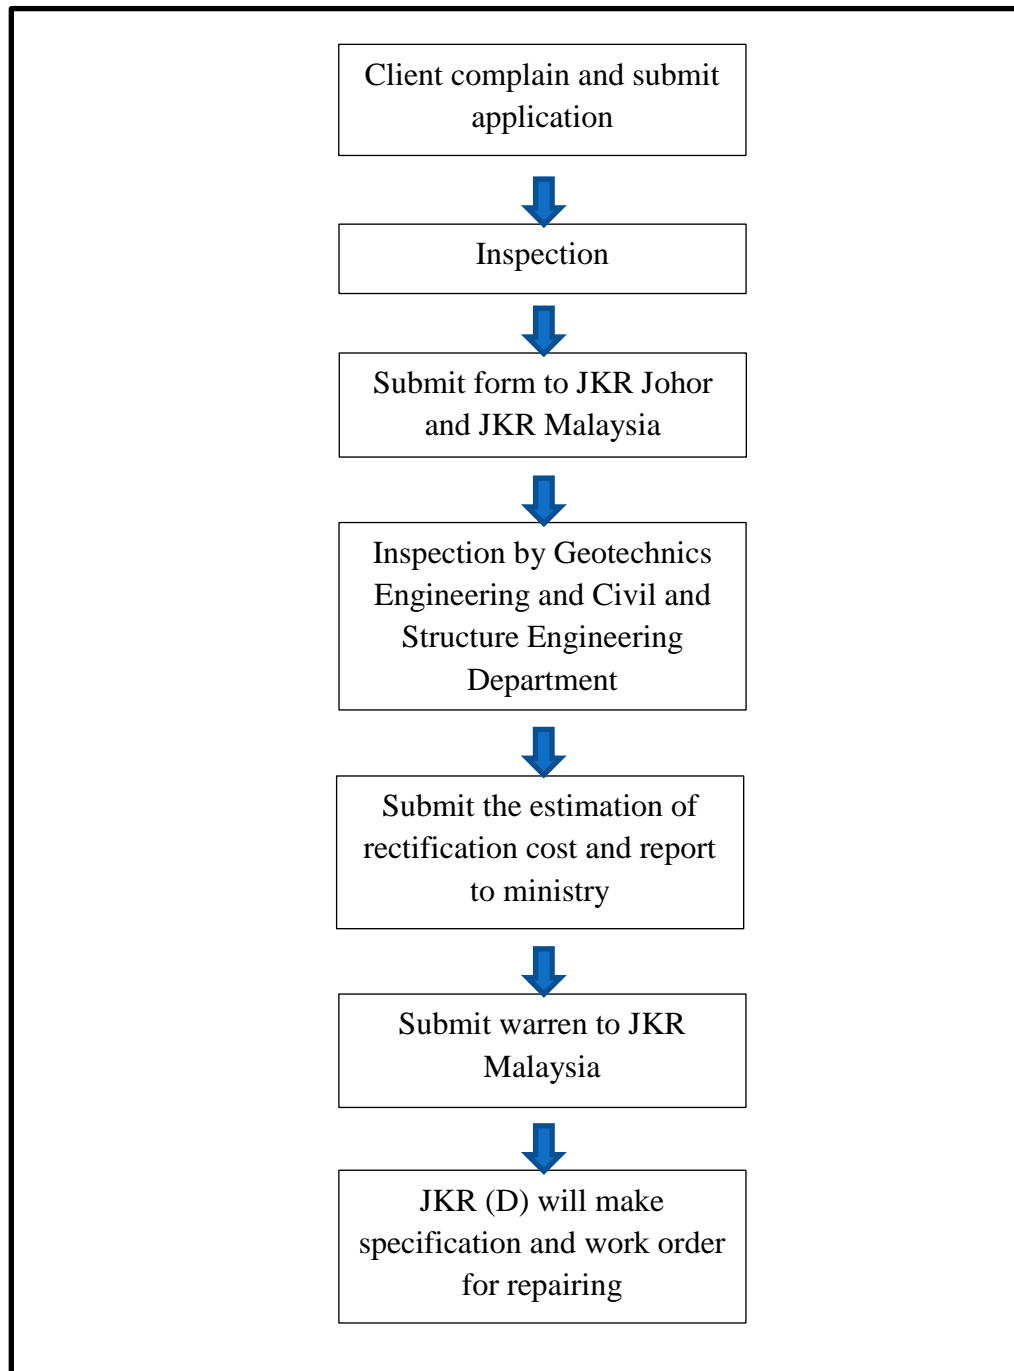 Client complain and submit
application
Inspection
Submit form to JKR Johor
and JKR Malaysia
Inspection by Geotechnics
Engineering and Civil and
Structure Engineering
Department
Submit the estimation of
rectification cost and report
to ministry
Submit warren to JKR
Malaysia
JKR (D) will make
specification and work order
for repairing